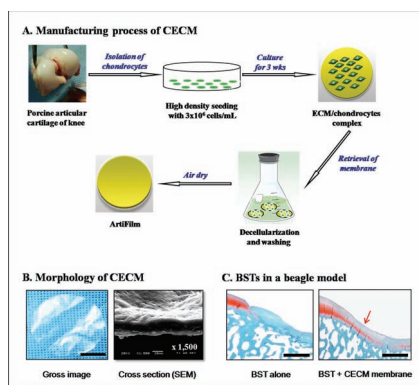 A. Manufacturing process of CECM
Isolation of
chondrocytes
Culture
for 3 wks
Porcine articular
cartilage of knee
High density seeding
with 3x10⁶ cells/mL
ECM/chondrocytes
complex
Retrieval of
membrane
Air dry
ArtiFilm
Decellularization
and washing
B. Morphology of CECM
x 1,500
Gross image
Cross section (SEM)
C. BSTs in a beagle model
BST alone
BST + CECM membrane